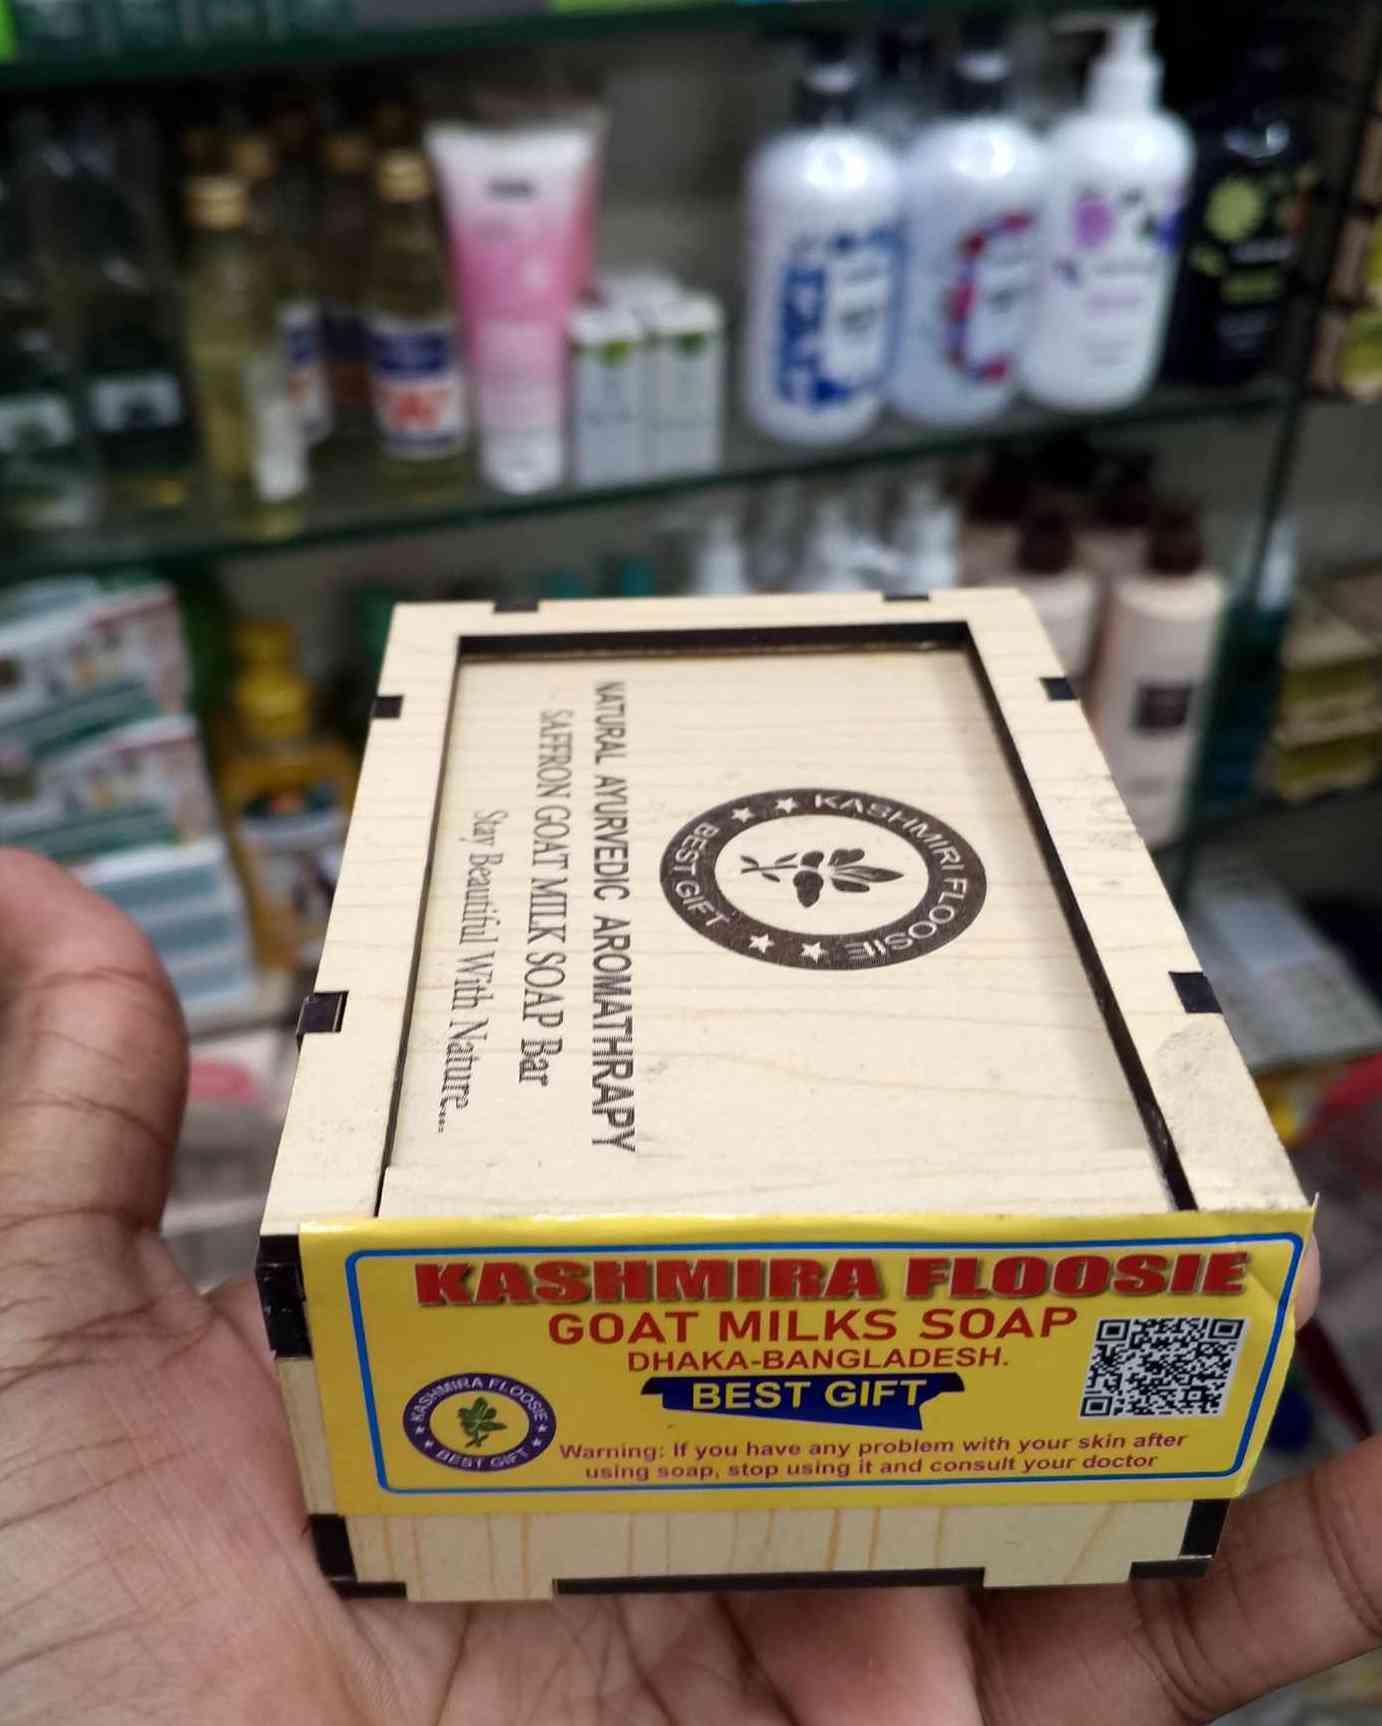 KASHMIRI FLOOSIE
BEST GIFT
NATURAL AYURVEDIC AROMATHRAPY
SAFFRON GOAT MILK SOAP Bar
Stay Beautiful With Nature...
KASHMIRA FLOOSIE
GOAT MILKS SOAP
DHAKA-BANGLADESH.
BEST GIFT
KASHMIRA FLOOSIE
BEST GIFT
Warning: If you have any problem with your skin after
using soap, stop using it and consult your doctor